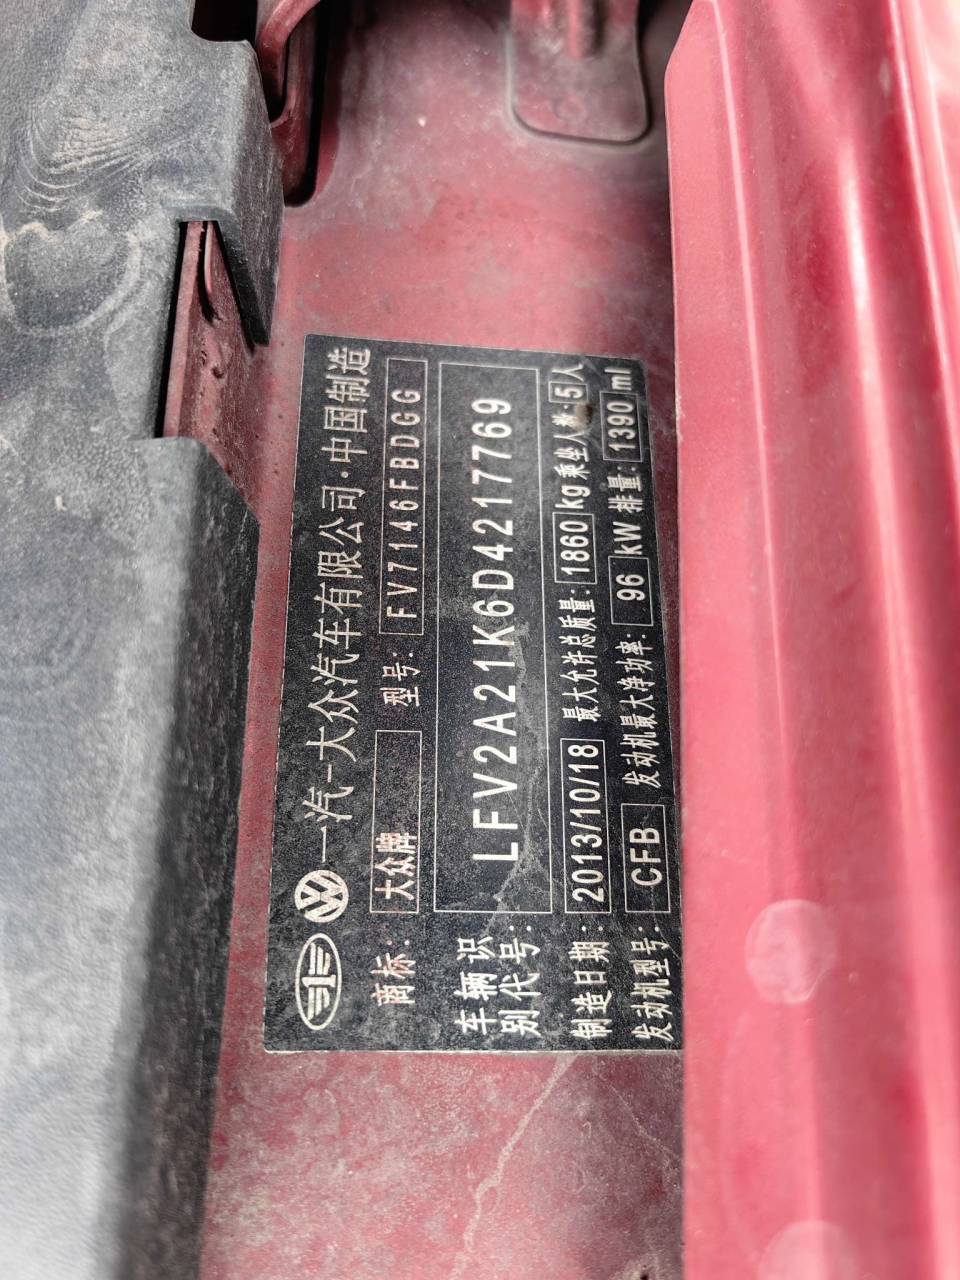 一汽-大众汽车有限公司·中国制造
商标: 大众牌 型号: FV7146FBDGG
车辆识别代号: LFV2A21K6D4217769
制造日期: 2013/10/18 最大允许总质量: 1860 kg 乘坐人数: 5 人
发动机型号: CFB 发动机最大净功率: 96 kW 排量: 1390 ml